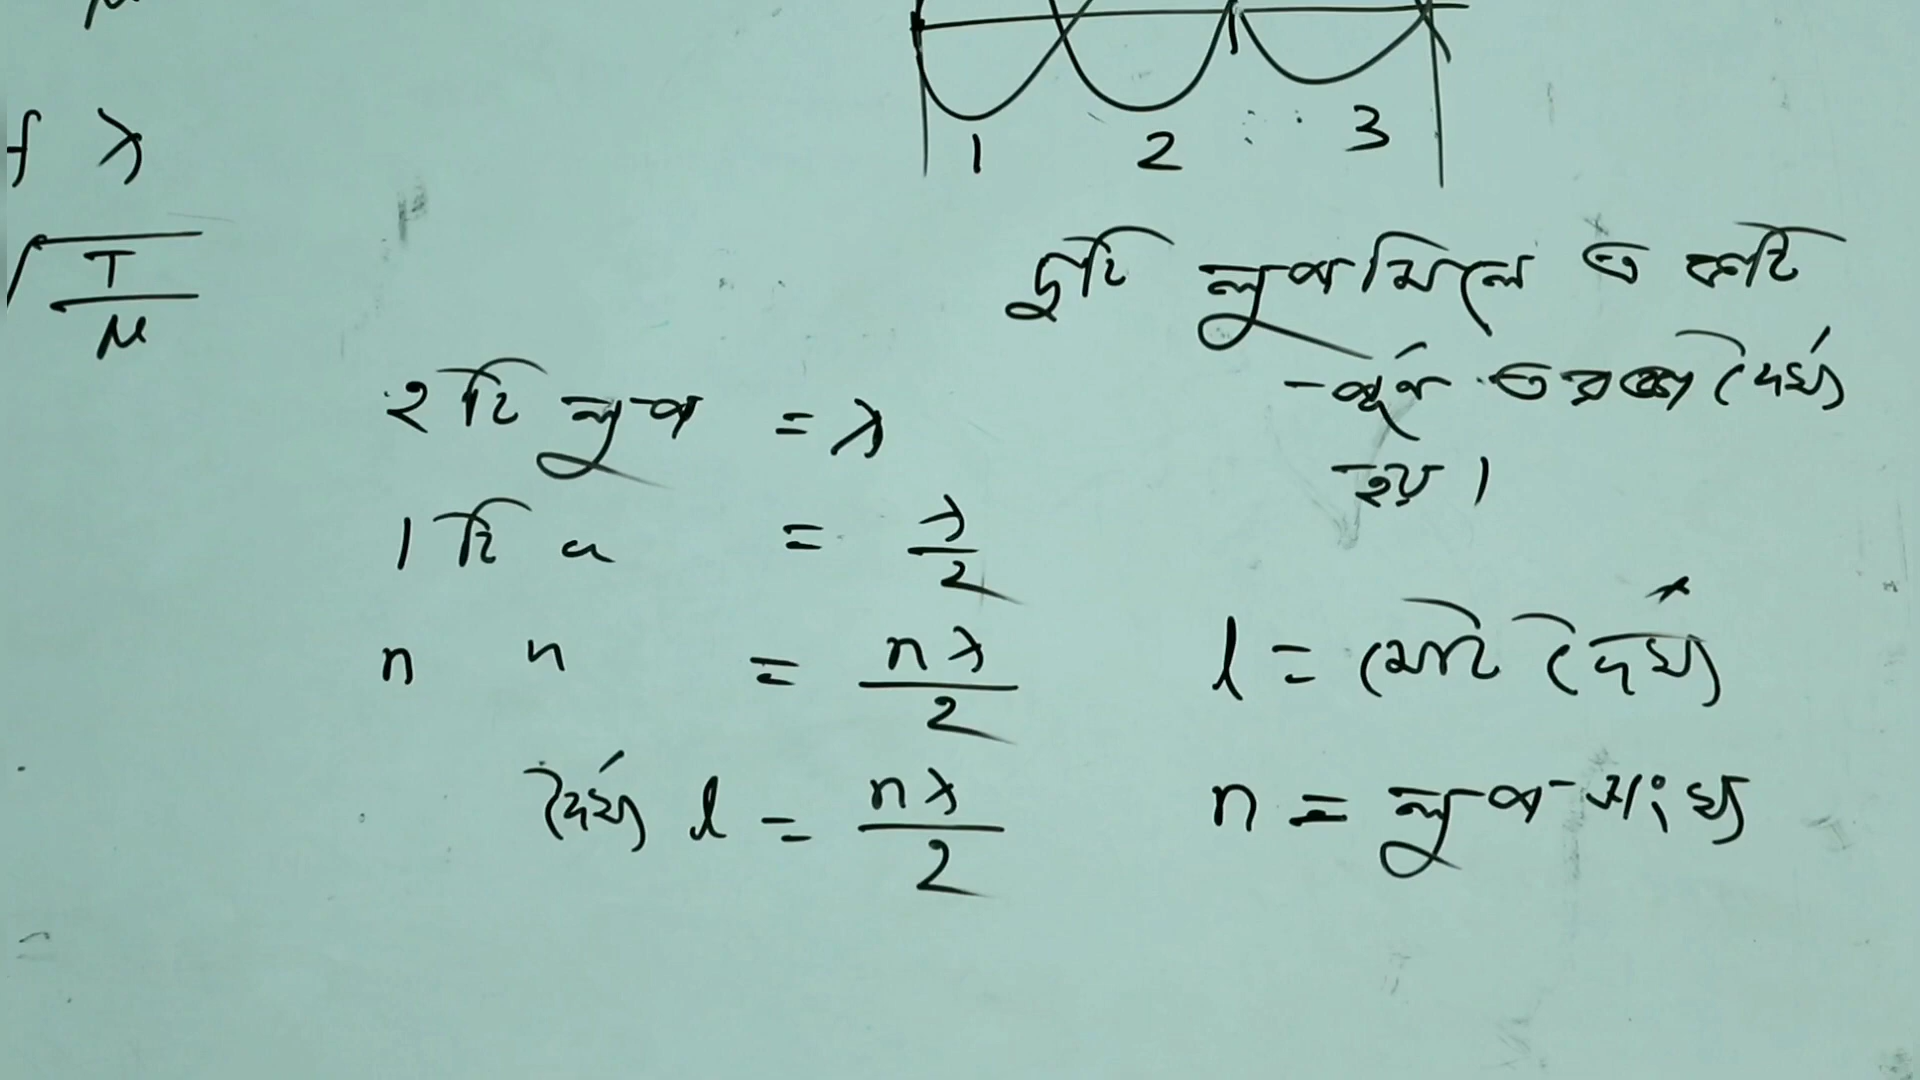 1 2 3
f λ
√T/μ
দুটি লুপ মিলে একটি
পূর্ণ তরঙ্গ দৈর্ঘ্য
হয়।
২টি লুপ = λ
1টি " = λ/2
n " = nλ/2
l = মোট দৈর্ঘ্য
দৈর্ঘ্য l = nλ/2
n = লুপ সংখ্যা